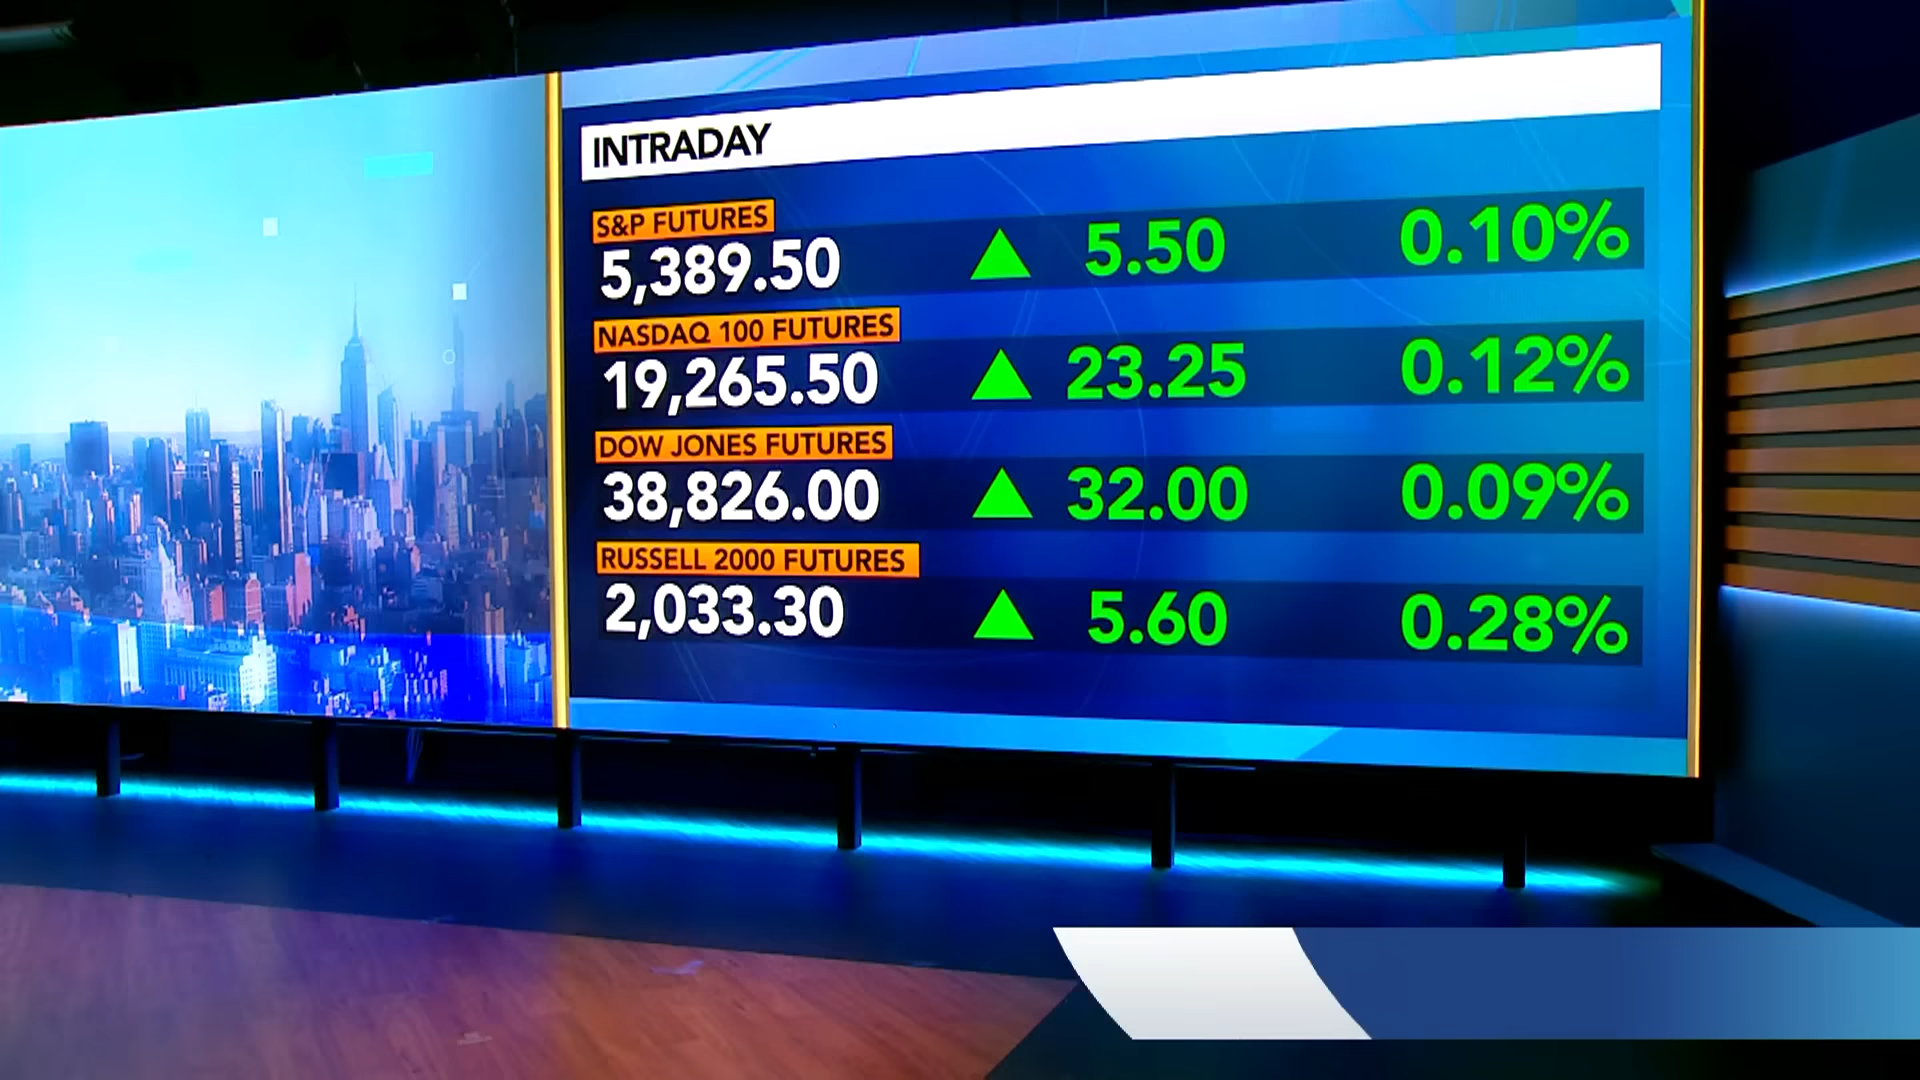 INTRADAY
S&P FUTURES
5,389.50 ▲ 5.50 0.10%
NASDAQ 100 FUTURES
19,265.50 ▲ 23.25 0.12%
DOW JONES FUTURES
38,826.00 ▲ 32.00 0.09%
RUSSELL 2000 FUTURES
2,033.30 ▲ 5.60 0.28%